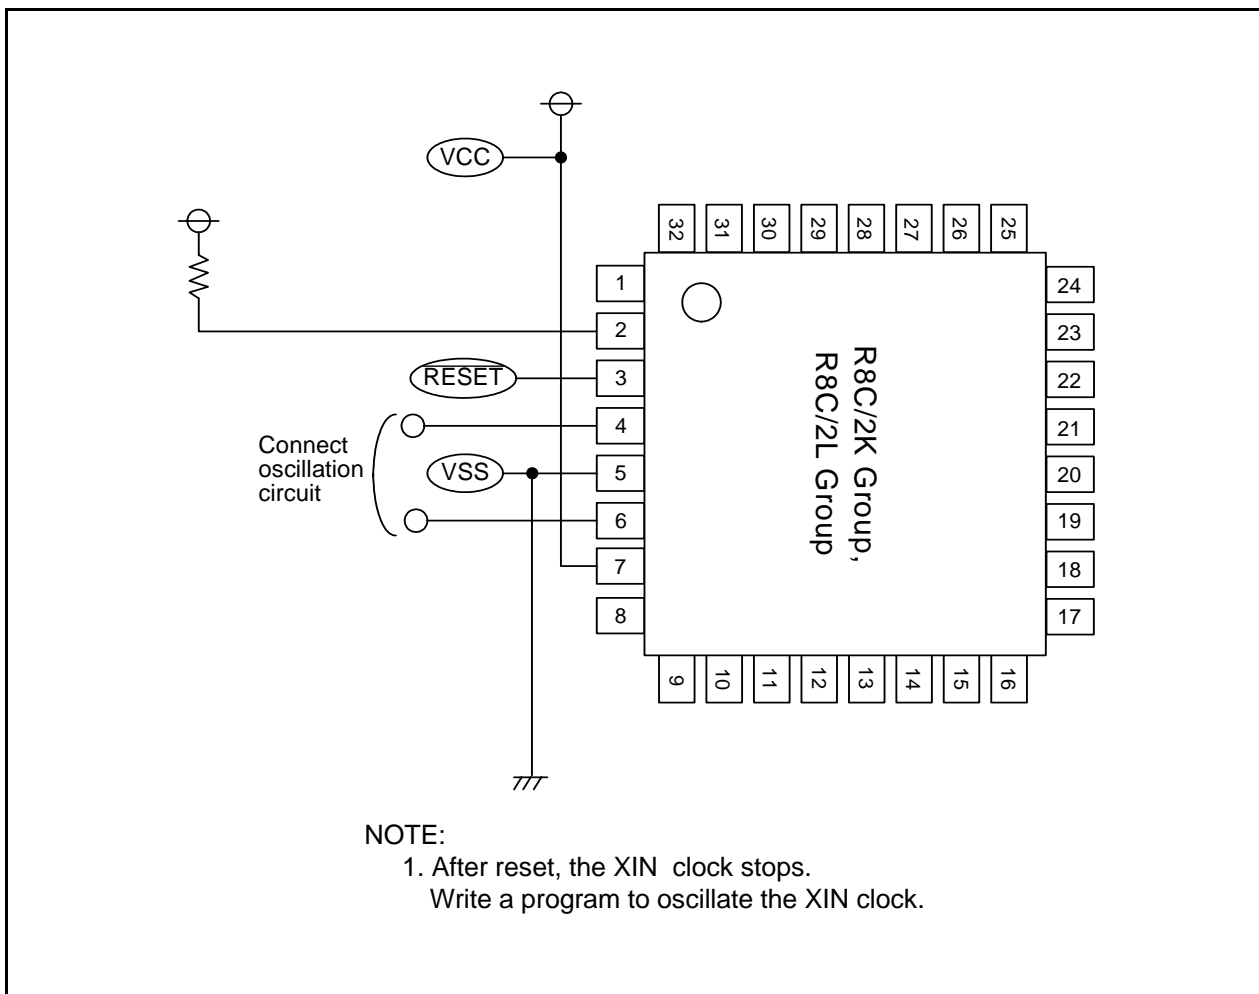 VCC
32
31
30
29
28
27
26
25
1
2
3
4
5
6
7
8
24
23
22
21
20
19
18
17
RESET
Connect
oscillation
circuit
VSS
R8C/2K Group,
R8C/2L Group
9
10
11
12
13
14
15
16
NOTE:
1. After reset, the XIN clock stops.
Write a program to oscillate the XIN clock.